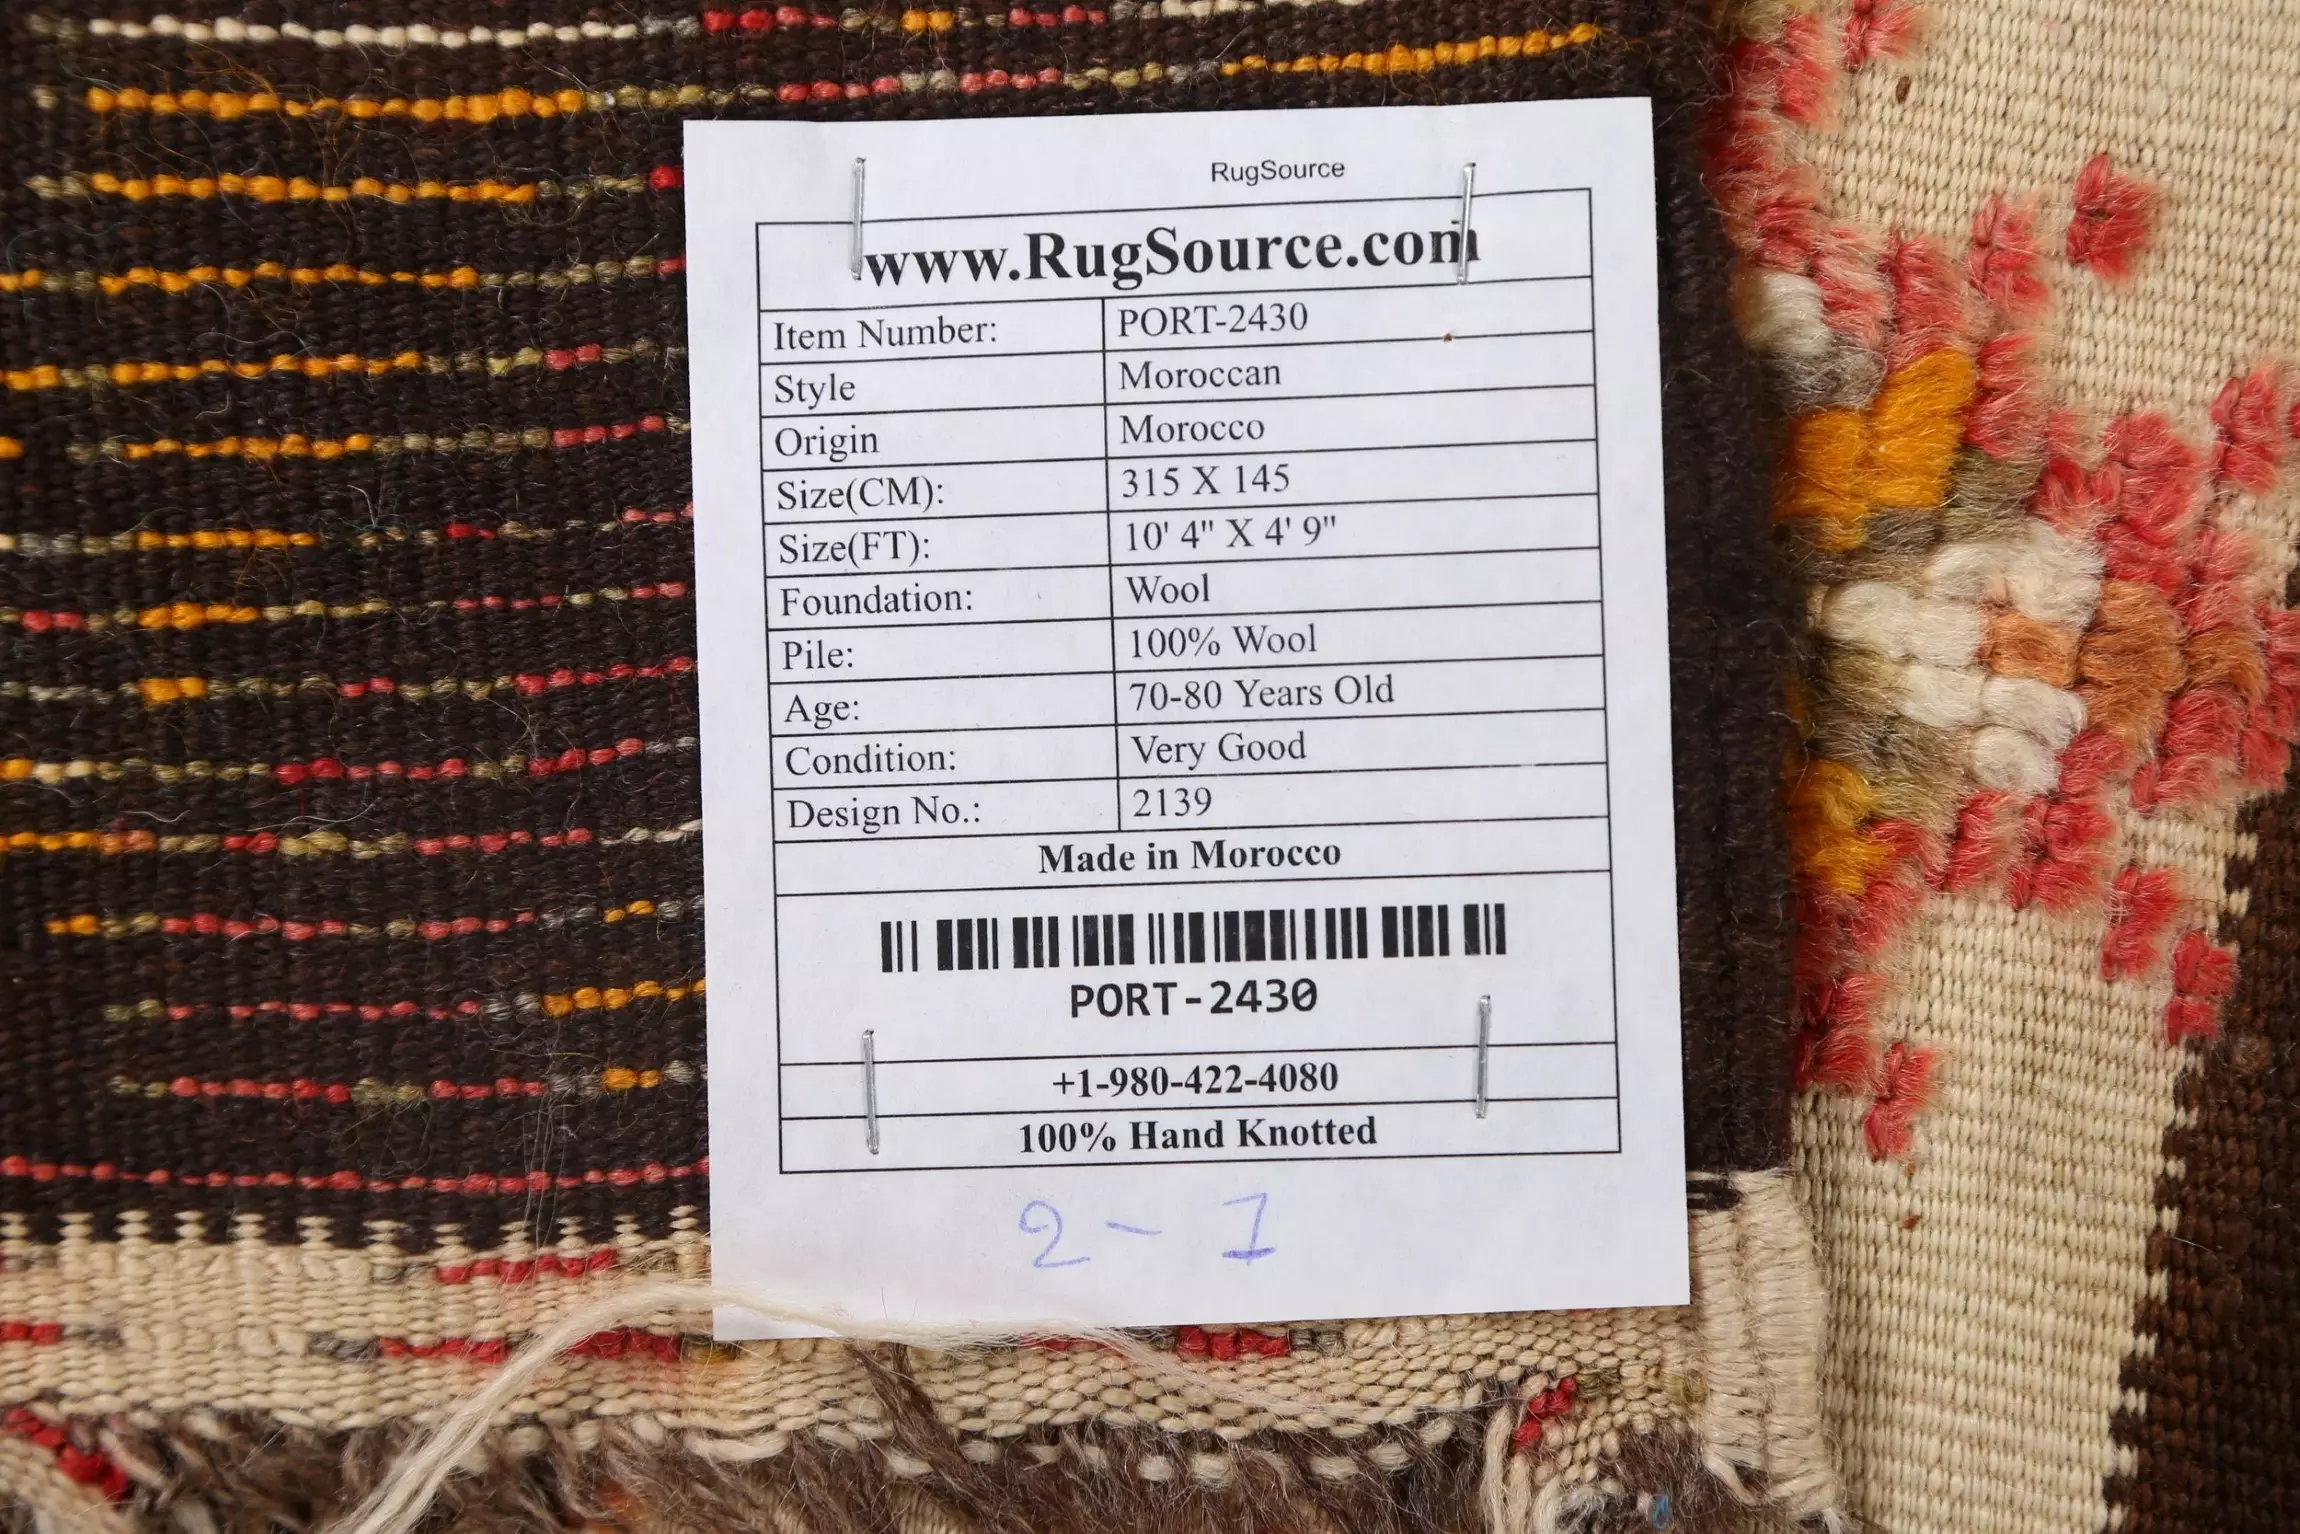 RugSource
www.RugSource.com
Item Number: PORT-2430
Style Moroccan
Origin Morocco
Size(CM): 315 X 145
Size(FT): 10' 4" X 4' 9"
Foundation: Wool
Pile: 100% Wool
Age: 70-80 Years Old
Condition: Very Good
Design No.: 2139
Made in Morocco
PORT-2430
+1-980-422-4080
100% Hand Knotted
2 - 1